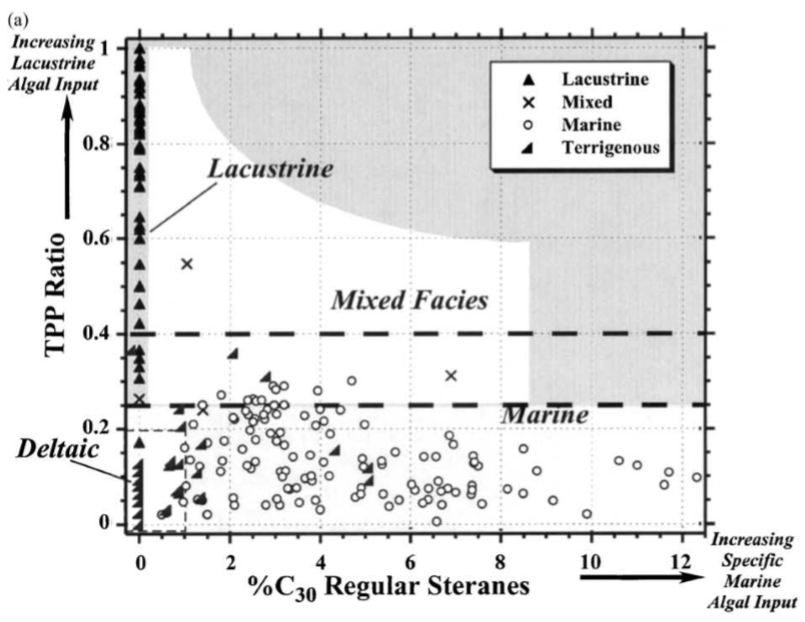 (a)
Increasing
Lacustrine
Algal Input
TPP Ratio
1
0.8
0.6
0.4
0.2
0
Lacustrine
Mixed
Marine
Terrigenous
Lacustrine
Mixed Facies
Marine
Deltaic
0 2 4 6 8 10 12
%C30 Regular Steranes
Increasing
Specific
Marine
Algal Input